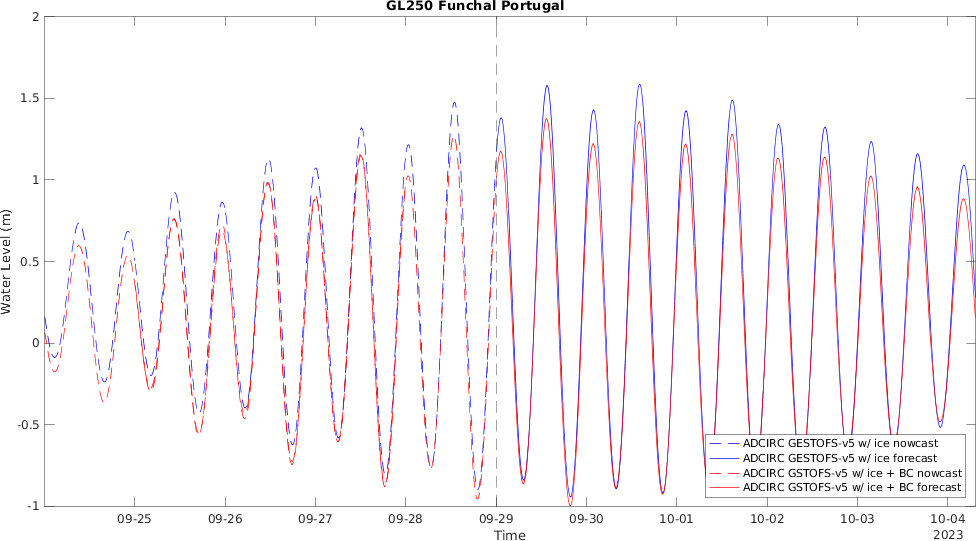 GL250 Funchal Portugal
2
1.5
1
0.5
0
-0.5
-1
Water Level (m)
ADCIRC GESTOFS-v5 w/ ice nowcast
ADCIRC GESTOFS-v5 w/ ice forecast
ADCIRC GSTOFS-v5 w/ ice + BC nowcast
ADCIRC GSTOFS-v5 w/ ice + BC forecast
09-25 09-26 09-27 09-28 09-29 09-30 10-01 10-02 10-03 10-04
Time
2023